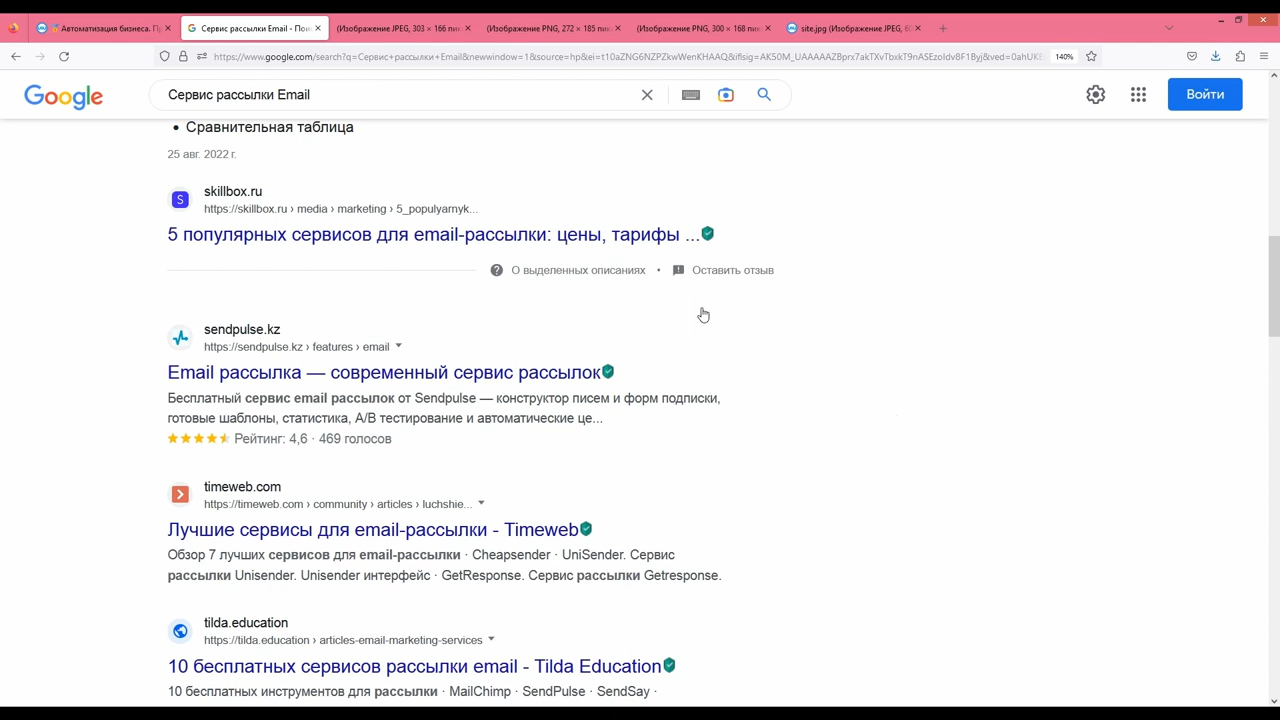 Автоматизация бизнеса. Пр
Сервис рассылки Email - Пои
(Изображение JPEG, 303 × 166 пик
(Изображение PNG, 272 × 185 пик
(Изображение PNG, 300 × 168 пик
site.jpg (Изображение JPEG, 60
140%
Google
Сервис рассылки Email
Войти
• Сравнительная таблица
25 авг. 2022 г.
S
skillbox.ru
https://skillbox.ru › media › marketing › 5_populyarnyk...
5 популярных сервисов для email-рассылки: цены, тарифы ...
О выделенных описаниях • Оставить отзыв
sendpulse.kz
https://sendpulse.kz › features › email
Email рассылка — современный сервис рассылок
Бесплатный сервис email рассылок от Sendpulse — конструктор писем и форм подписки,
готовые шаблоны, статистика, A/B тестирование и автоматические це...
Рейтинг: 4,6 · 469 голосов
timeweb.com
https://timeweb.com › community › articles › luchshie...
Лучшие сервисы для email-рассылки - Timeweb
Обзор 7 лучших сервисов для email-рассылки · Cheapsender · UniSender. Сервис
рассылки Unisender. Unisender интерфейс · GetResponse. Сервис рассылки Getresponse.
tilda.education
https://tilda.education › articles-email-marketing-services
10 бесплатных сервисов рассылки email - Tilda Education
10 бесплатных инструментов для рассылки · MailChimp · SendPulse · SendSay ·